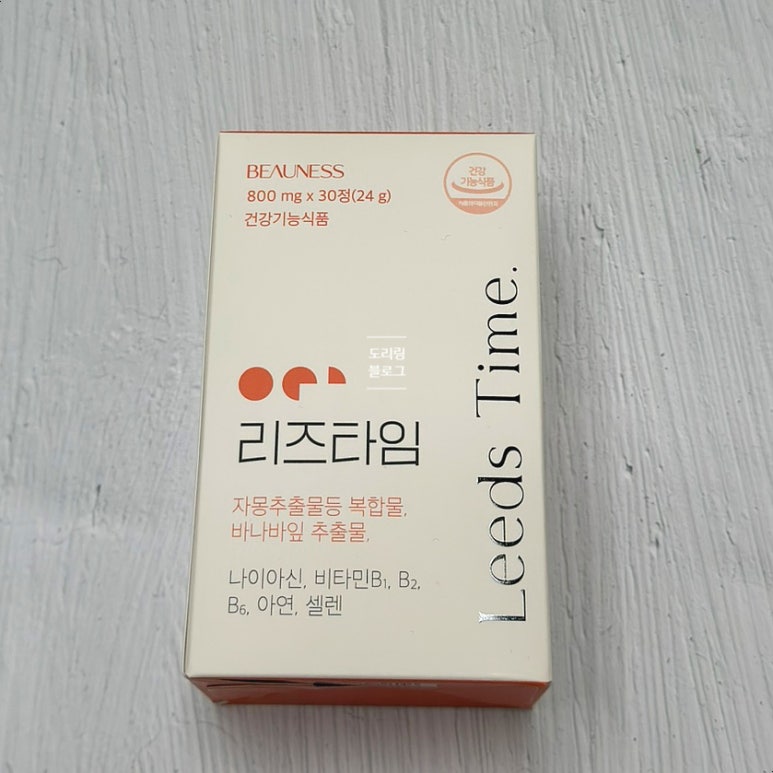 BEAUNESS
800 mg x 30정(24 g)
건강기능식품
건강
기능식품
Leeds Time.
도리링
블로그
리즈타임
자몽추출물등 복합물,
바나바잎 추출물,
나이아신, 비타민B₁, B₂,
B₆, 아연, 셀렌